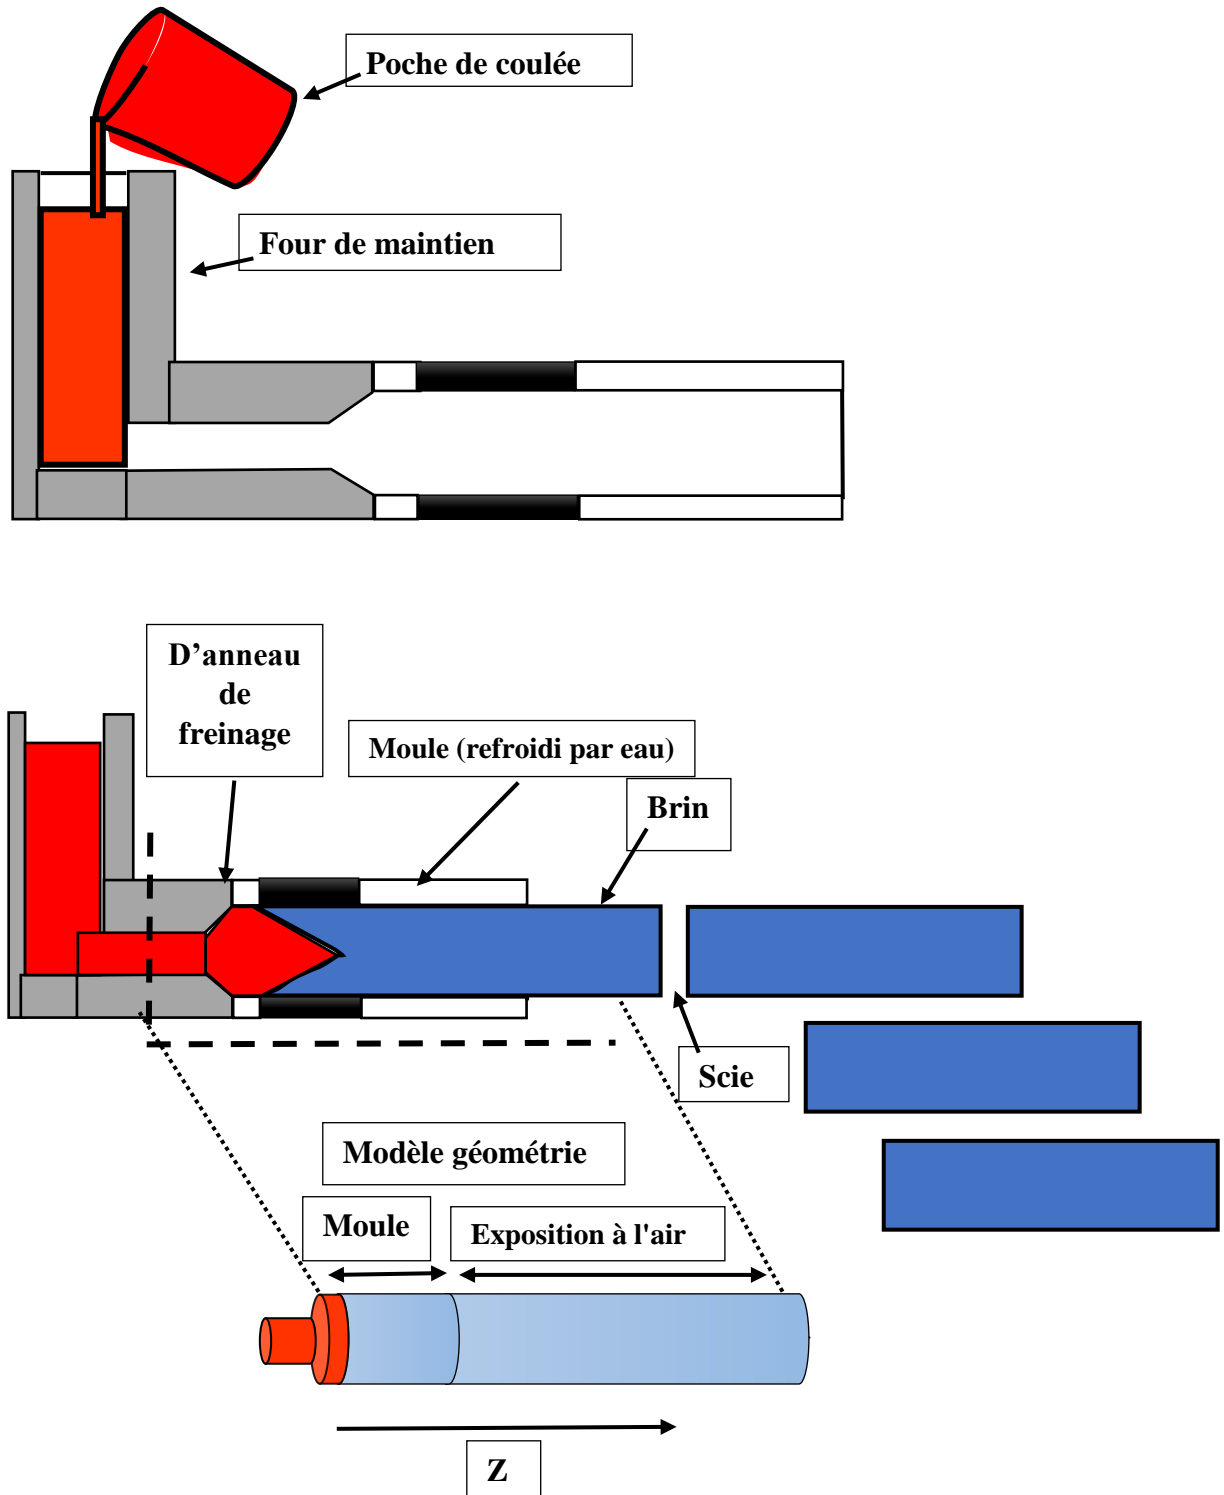 Poche de coulée
Four de maintien
D’anneau
de
freinage
Moule (refroidi par eau)
Brin
Scie
Modèle géométrie
Moule
Exposition à l'air
Z